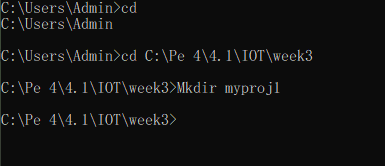 C:\Users\Admin>cd
C:\Users\Admin
C:\Users\Admin>cd C:\Pe 4\4.1\IOT\week3
C:\Pe 4\4.1\IOT\week3>Mkdir myproj1
C:\Pe 4\4.1\IOT\week3>